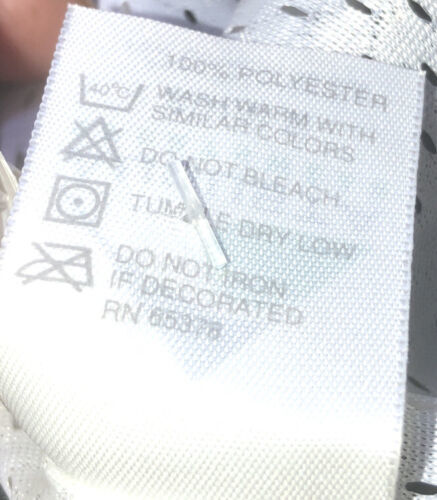 100% POLYESTER
40°C WASH WARM WITH
SIMILAR COLORS
DO NOT BLEACH
TUMBLE DRY LOW
DO NOT IRON
IF DECORATED
RN 65378